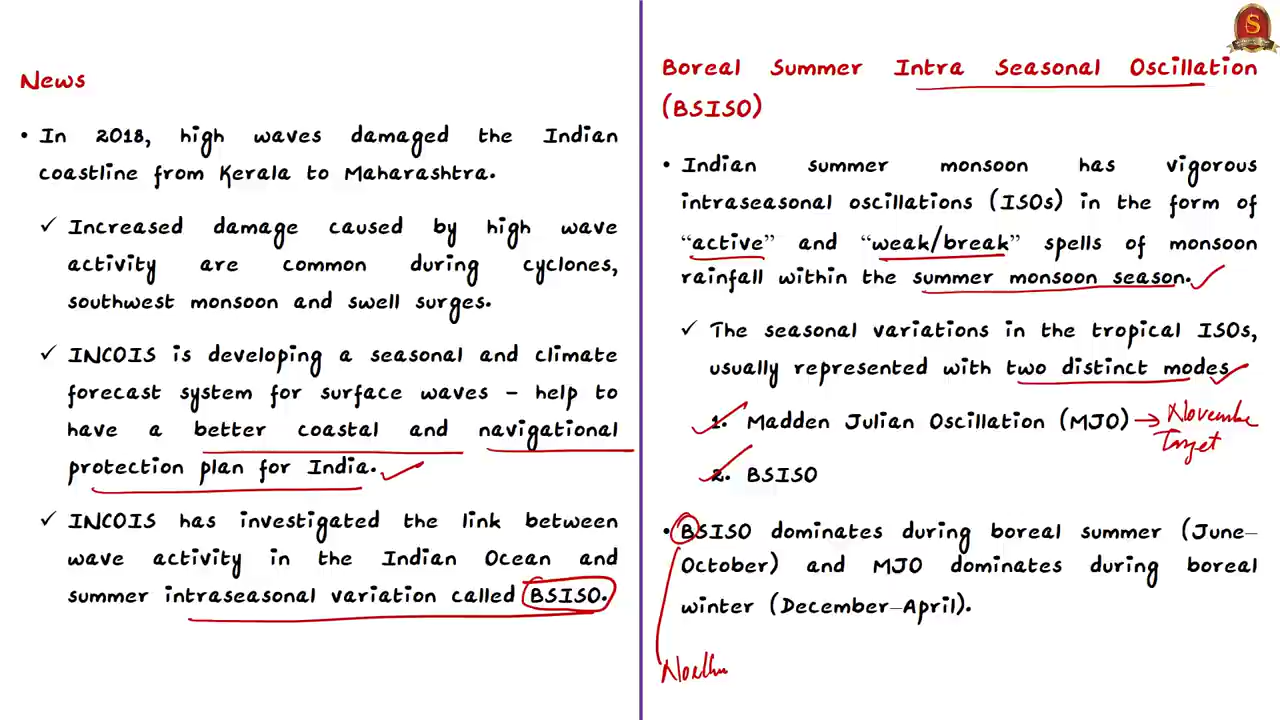 News
• In 2018, high waves damaged the Indian
coastline from Kerala to Maharashtra.
✓ Increased damage caused by high wave
activity are common during cyclones,
southwest monsoon and swell surges.
✓ INCOIS is developing a seasonal and climate
forecast system for surface waves – help to
have a better coastal and navigational
protection plan for India.
✓ INCOIS has investigated the link between
wave activity in the Indian Ocean and
summer intraseasonal variation called BSISO.
S
Boreal Summer Intra Seasonal Oscillation
(BSISO)
• Indian summer monsoon has vigorous
intraseasonal oscillations (ISOs) in the form of
“active” and “weak/break” spells of monsoon
rainfall within the summer monsoon season.
✓ The seasonal variations in the tropical ISOs,
usually represented with two distinct modes
1. Madden Julian Oscillation (MJO) → Novembe
Target
2. BSISO
• BSISO dominates during boreal summer (June–
October) and MJO dominates during boreal
winter (December–April).